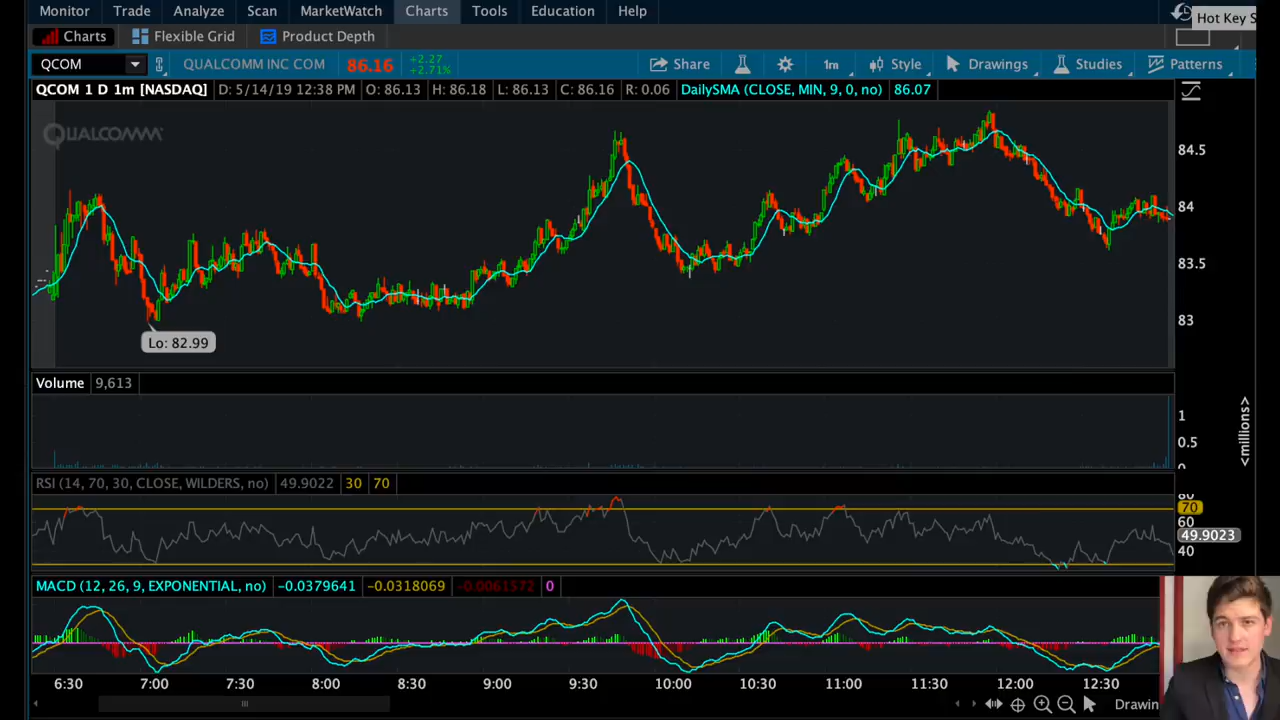 Monitor Trade Analyze Scan MarketWatch Charts Tools Education Help
Hot Key S
Charts Flexible Grid Product Depth
QCOM QUALCOMM INC COM 86.16 +2.27 +2.71% Share 1m Style Drawings Studies Patterns
QCOM 1 D 1m [NASDAQ] D: 5/14/19 12:38 PM O: 86.13 H: 86.18 L: 86.13 C: 86.16 R: 0.06 DailySMA (CLOSE, MIN, 9, 0, no) 86.07
QUALCOMM
84.5
84
83.5
83
Lo: 82.99
Volume 9,613
1
0.5
0
<millions>
RSI (14, 70, 30, CLOSE, WILDERS, no) 49.9022 30 70
80
70
60
49.9023
40
MACD (12, 26, 9, EXPONENTIAL, no) -0.0379641 -0.0318069 -0.0061572 0
6:30 7:00 7:30 8:00 8:30 9:00 9:30 10:00 10:30 11:00 11:30 12:00 12:30
Drawin